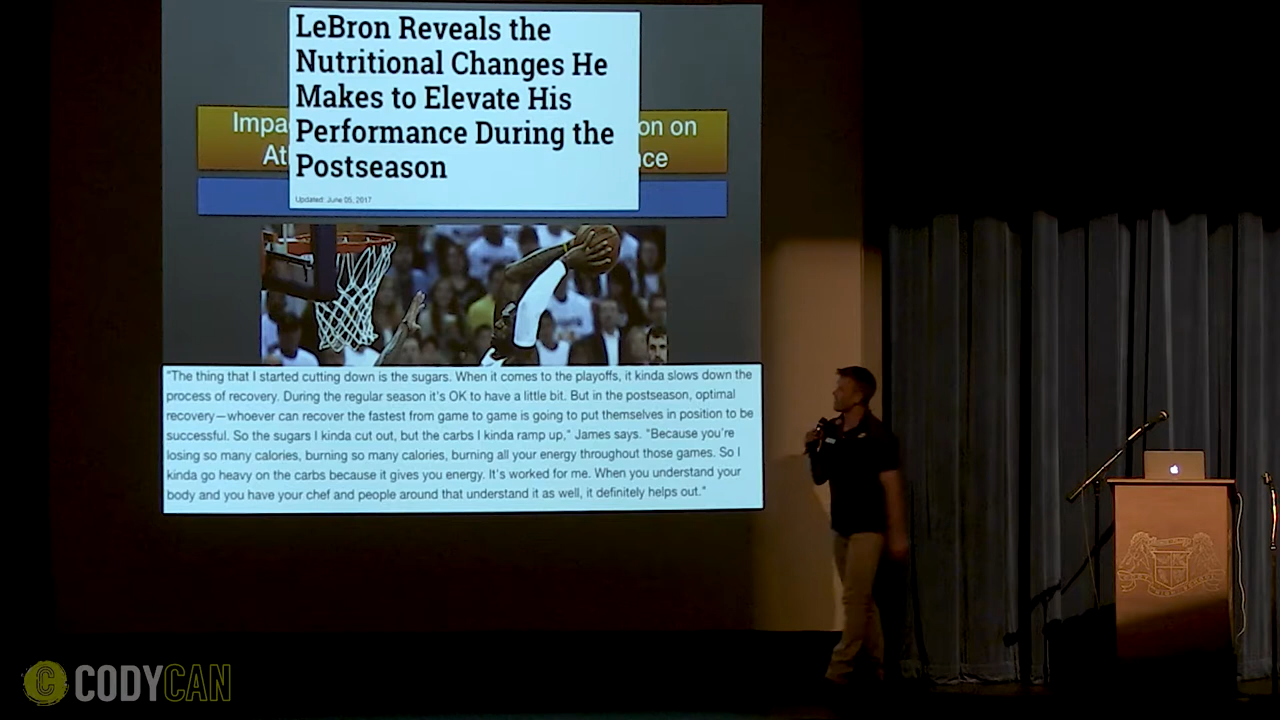 LeBron Reveals the
Nutritional Changes He
Makes to Elevate His
Performance During the
Postseason
Updated: June 05, 2017
Impa
on on
At
nce
"The thing that I started cutting down is the sugars. When it comes to the playoffs, it kinda slows down the
process of recovery. During the regular season it's OK to have a little bit. But in the postseason, optimal
recovery—whoever can recover the fastest from game to game is going to put themselves in position to be
successful. So the sugars I kinda cut out, but the carbs I kinda ramp up," James says. "Because you're
losing so many calories, burning so many calories, burning all your energy throughout those games. So I
kinda go heavy on the carbs because it gives you energy. It's worked for me. When you understand your
body and you have your chef and people around that understand it as well, it definitely helps out."
HIGH SCHOOL
C CODYCAN